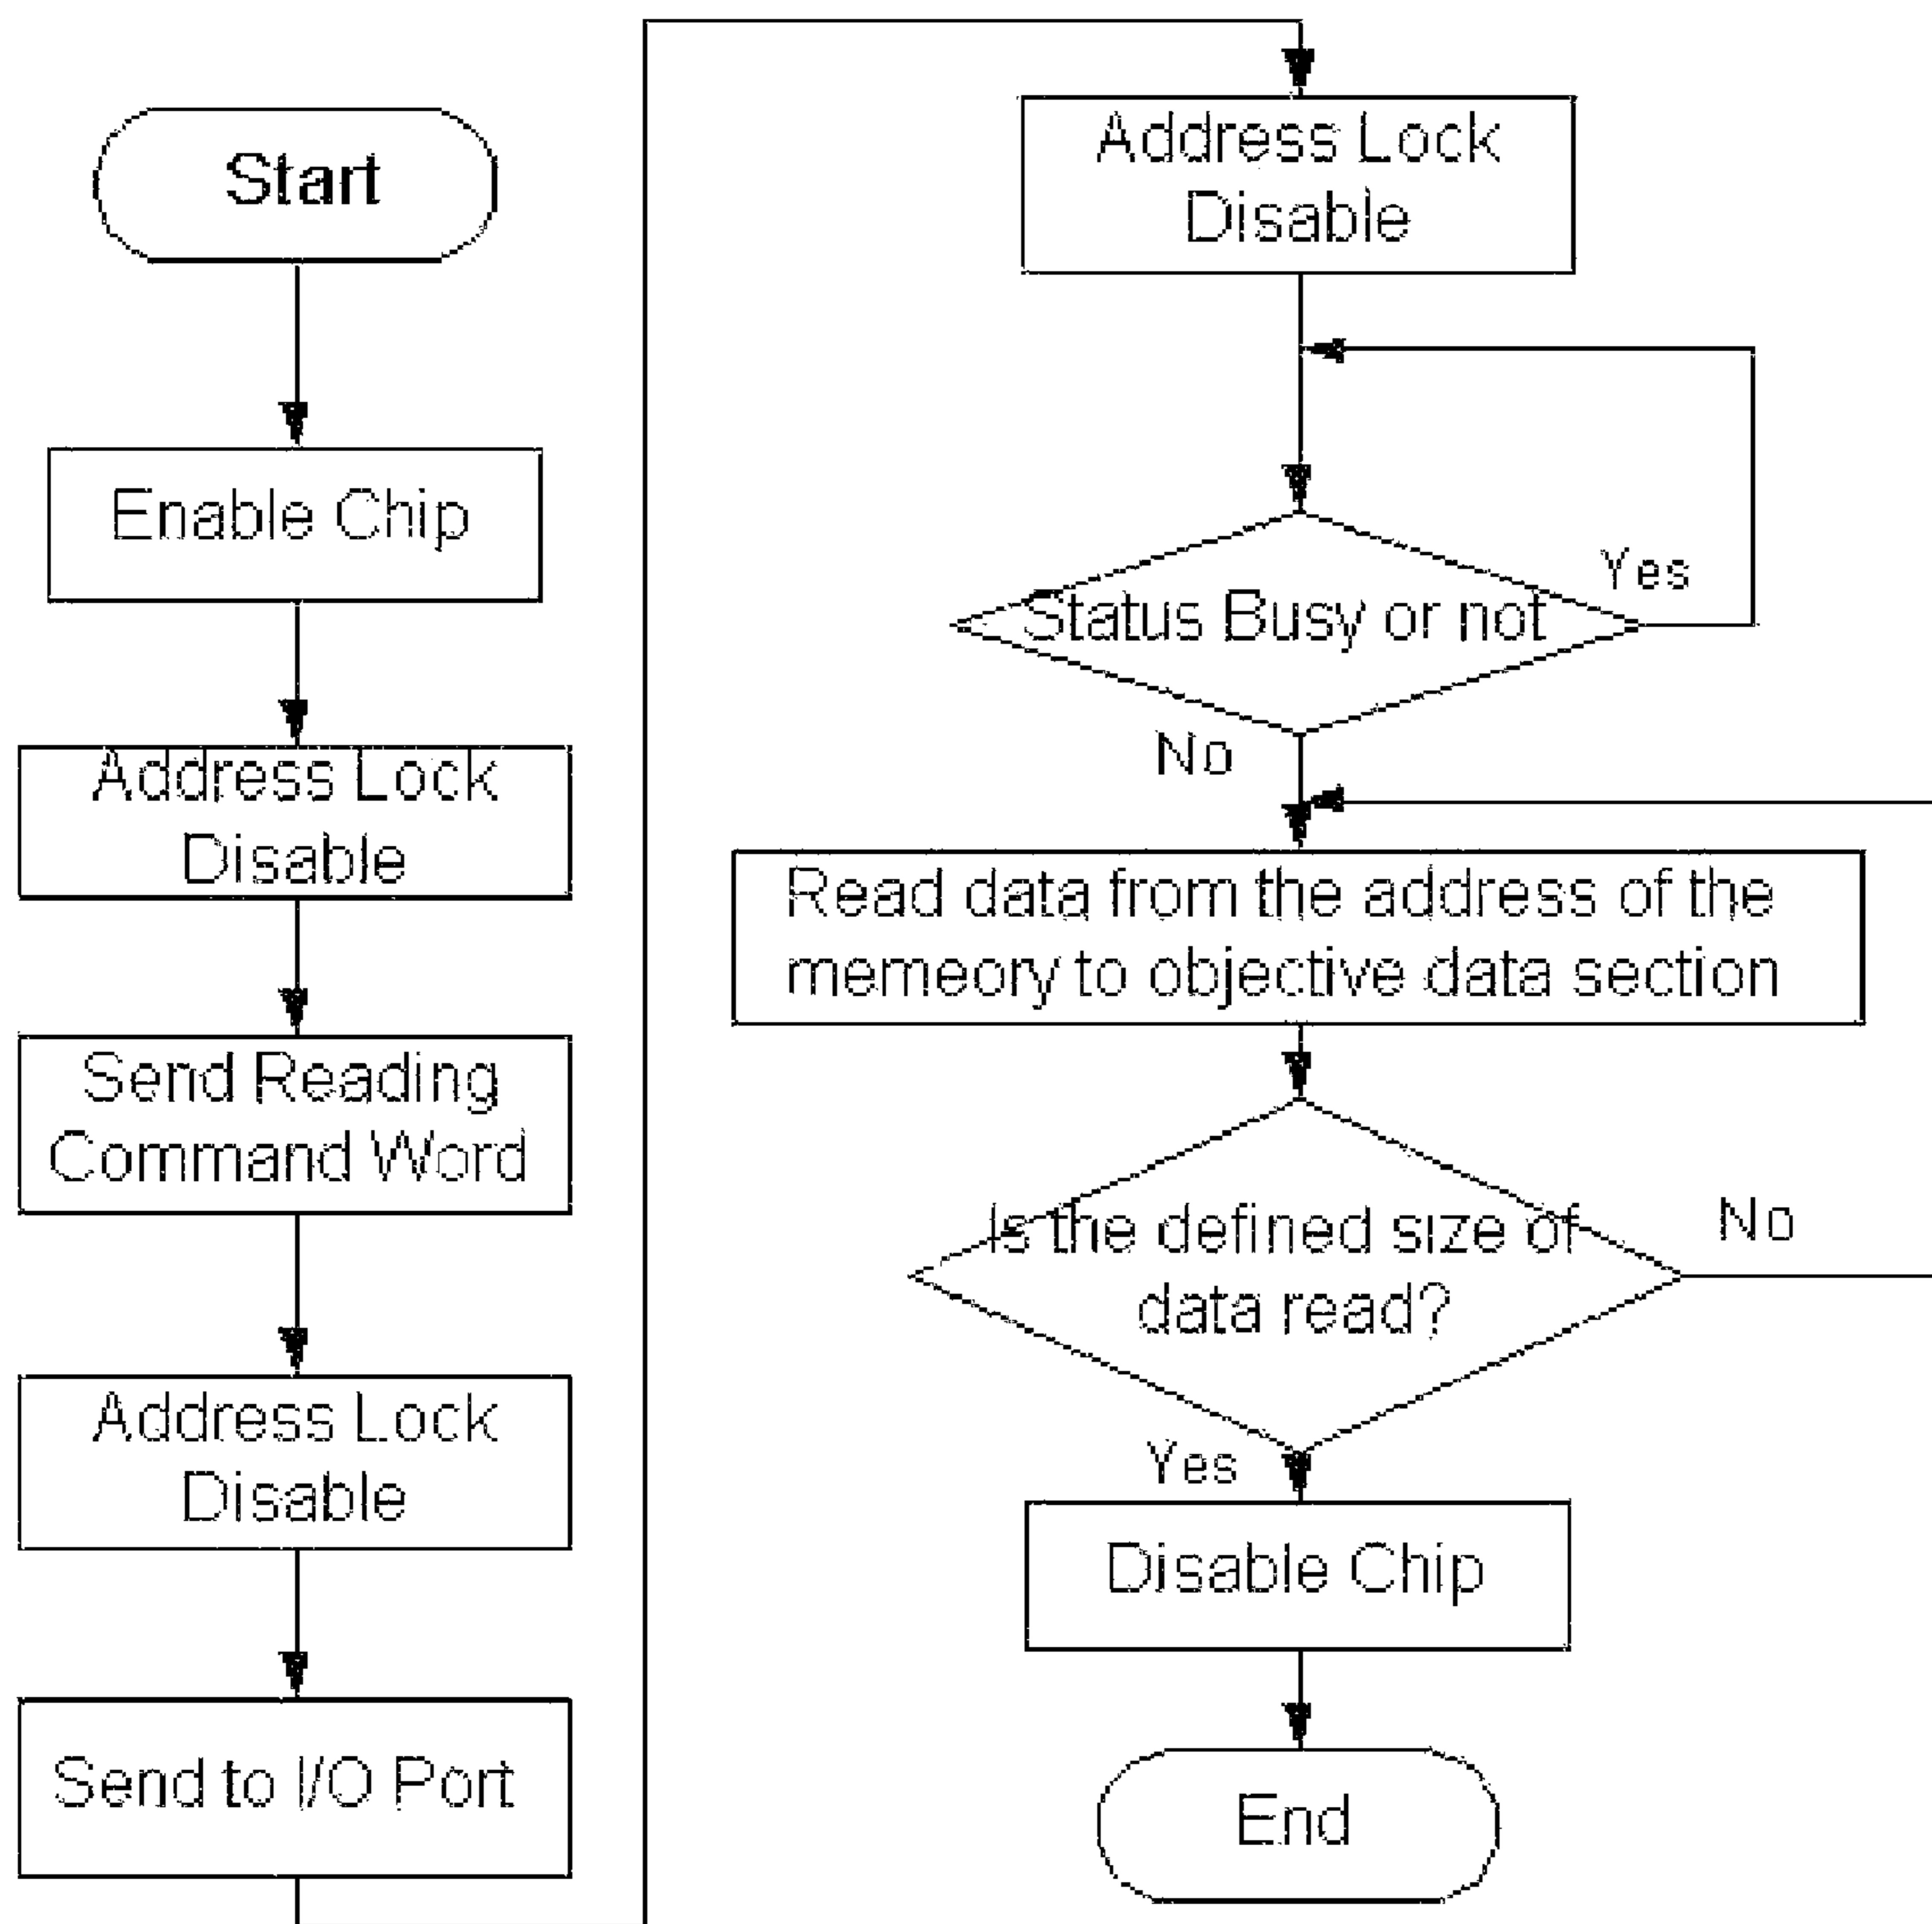 Start
Enable Chip
Address Lock
Disable
Send Reading
Command Word
Address Lock
Disable
Send to I/O Port
Address Lock
Disable
Status Busy or not
Yes
No
Read data from the address of the
memeory to objective data section
Is the defined size of
data read?
No
Yes
Disable Chip
End